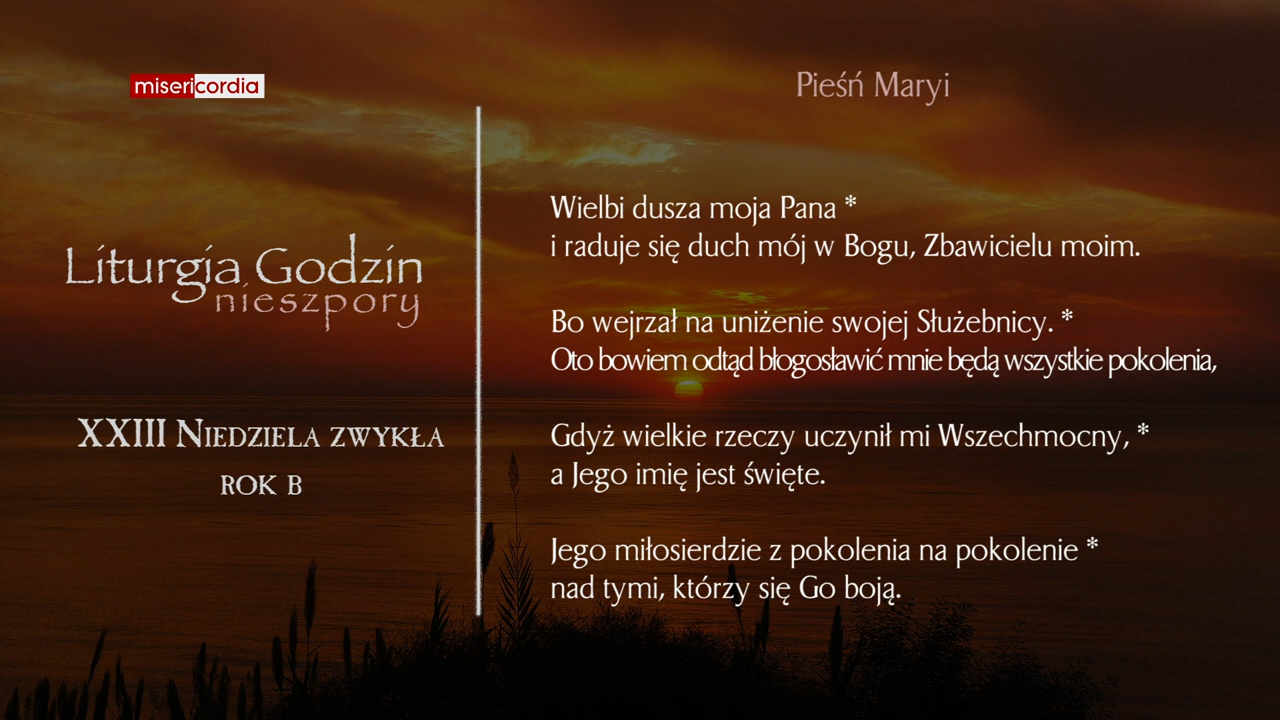 misericordia
Liturgia Godzin
nieszpory
XXIII Niedziela zwykła
rok B
Pieśń Maryi
Wielbi dusza moja Pana *
i raduje się duch mój w Bogu, Zbawicielu moim.
Bo wejrzał na uniżenie swojej Służebnicy. *
Oto bowiem odtąd błogosławić mnie będą wszystkie pokolenia,
Gdyż wielkie rzeczy uczynił mi Wszechmocny, *
a Jego imię jest święte.
Jego miłosierdzie z pokolenia na pokolenie *
nad tymi, którzy się Go boją.